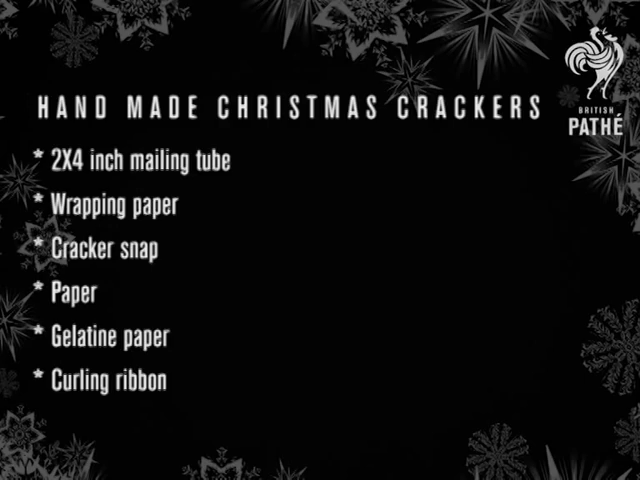 HAND MADE CHRISTMAS CRACKERS
BRITISH
PATHÉ
* 2X4 inch mailing tube
* Wrapping paper
* Cracker snap
* Paper
* Gelatine paper
* Curling ribbon